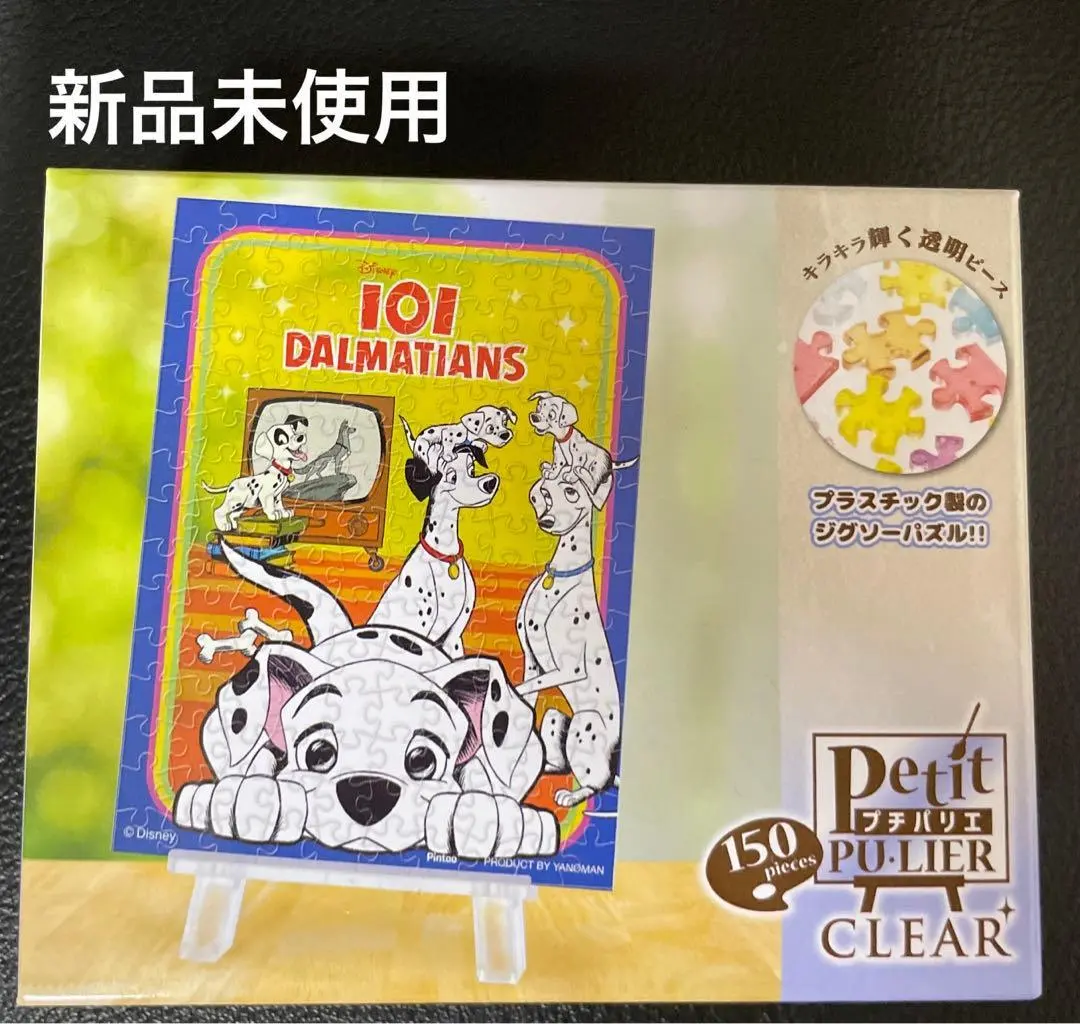 新品未使用
キラキラ輝く透明ピース
Disney
101
DALMATIANS
プラスチック製の
ジグソーパズル!!
Petit
プチパリエ
PU・LIER
CLEAR
150
pieces
© Disney
Pintoo
PRODUCT BY YANOMAN